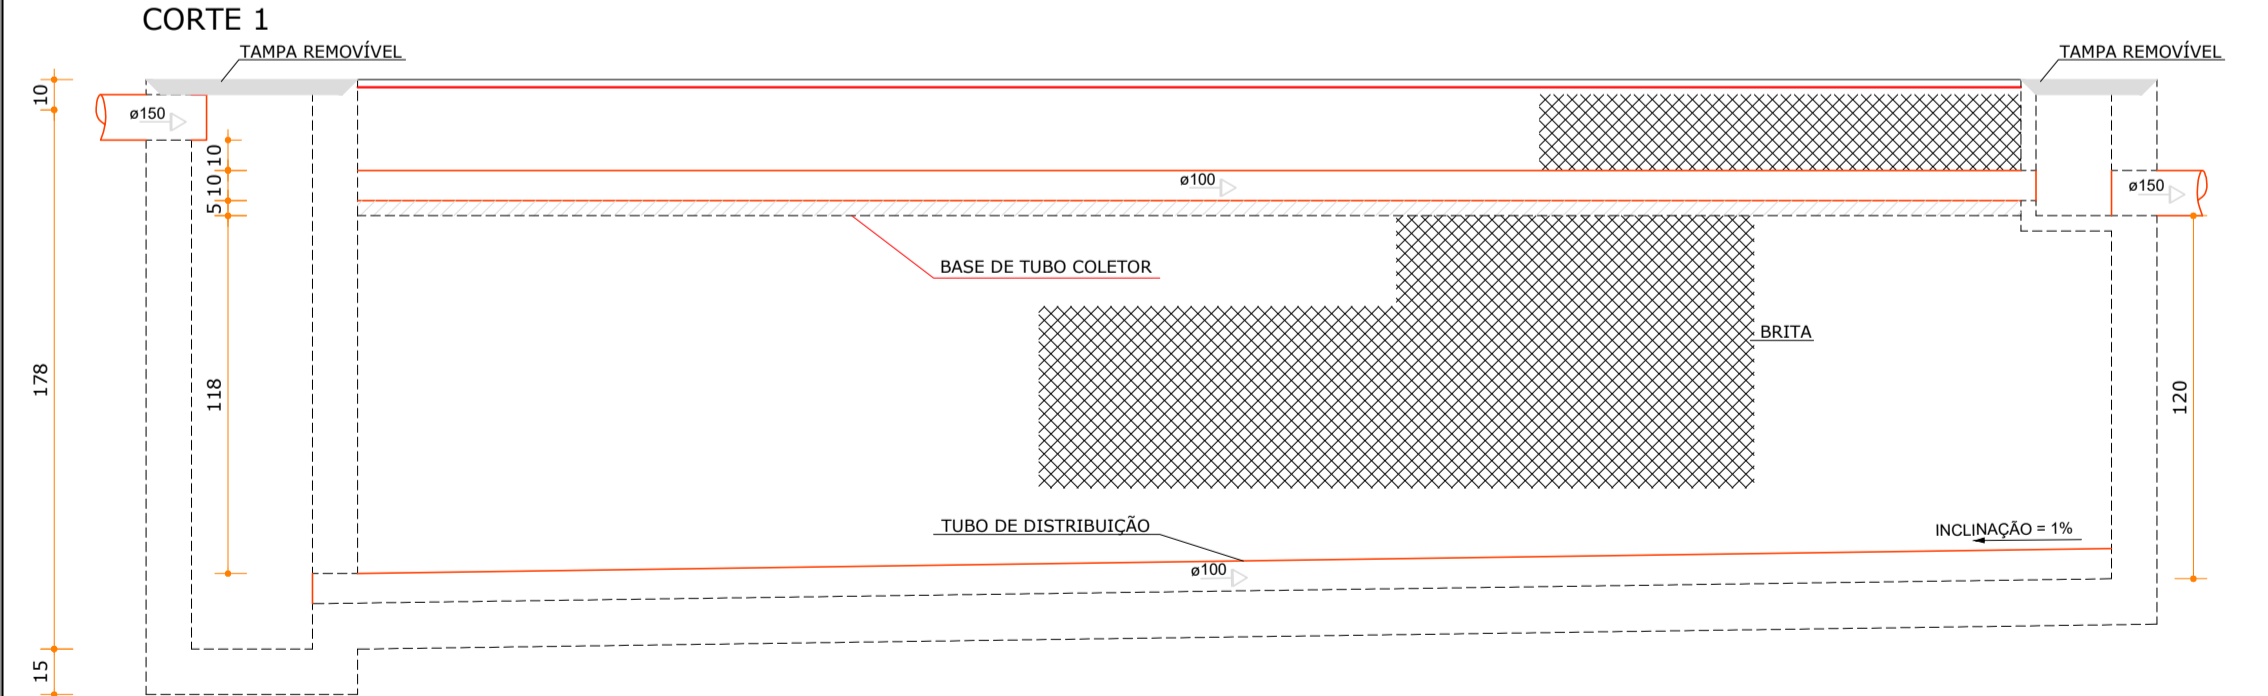 CORTE 1
TAMPA REMOVÍVEL
TAMPA REMOVÍVEL
10
ø150
10
10
5
ø100
ø150
BASE DE TUBO COLETOR
BRITA
178
118
120
TUBO DE DISTRIBUIÇÃO
INCLINAÇÃO = 1%
ø100
15